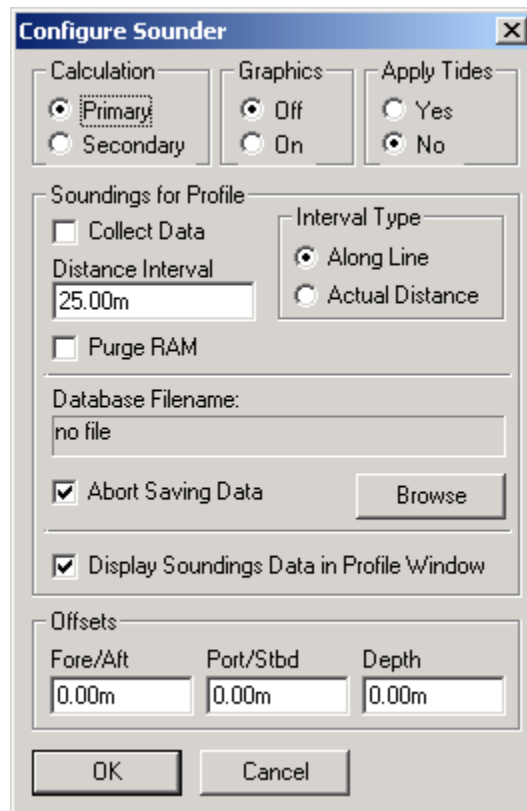 Configure Sounder
Calculation
Primary
Secondary
Graphics
Off
On
Apply Tides
Yes
No
Soundings for Profile
Collect Data
Distance Interval
25.00m
Interval Type
Along Line
Actual Distance
Purge RAM
Database Filename:
no file
Abort Saving Data
Browse
Display Soundings Data in Profile Window
Offsets
Fore/Aft Port/Stbd Depth
0.00m 0.00m 0.00m
OK Cancel